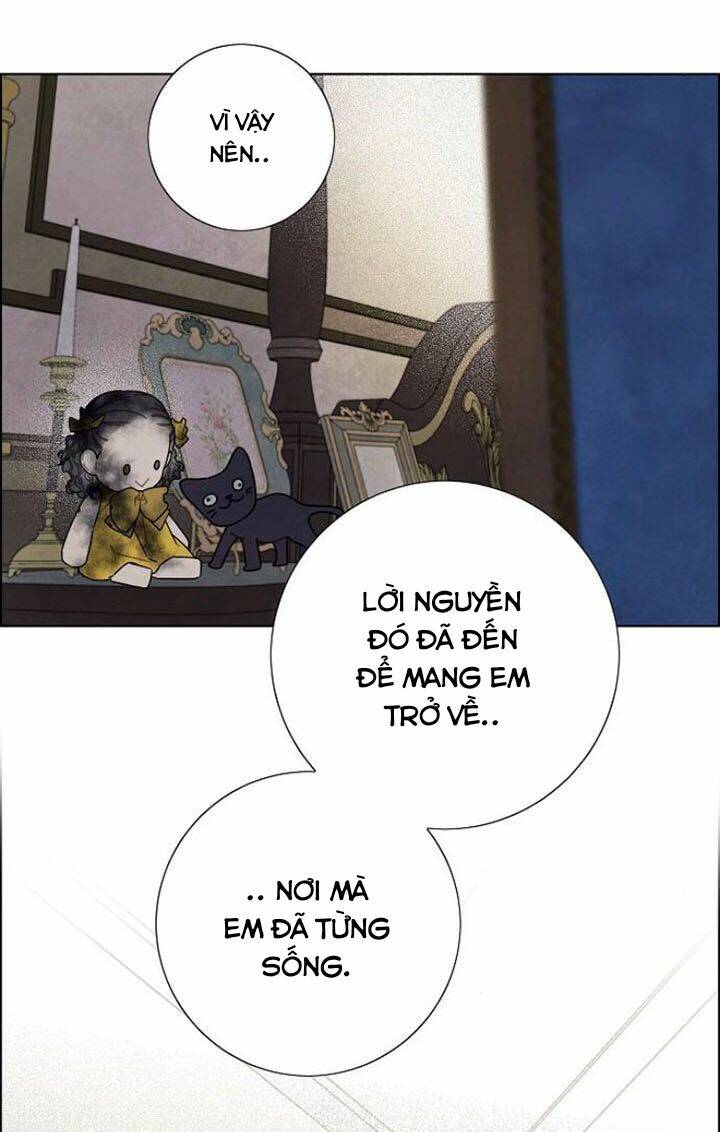 VÌ VẬY
NÊN..
LỜI NGUYỀN
ĐÓ ĐÃ ĐẾN
ĐỂ MANG EM
TRỞ VỀ..
.. NƠI MÀ
EM ĐÃ TỪNG
SỐNG.